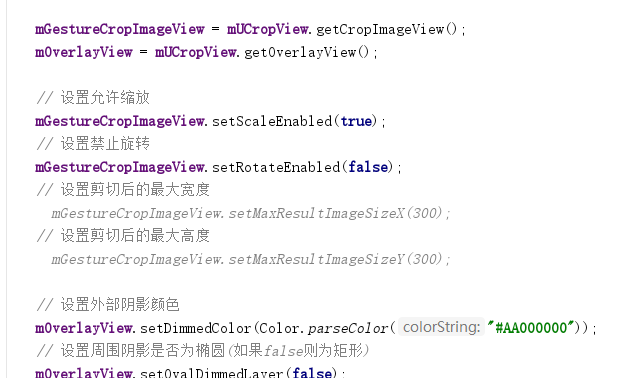 mGestureCropImageView = mUCropView.getCropImageView();
mOverlayView = mUCropView.getOverlayView();
// 设置允许缩放
mGestureCropImageView.setScaleEnabled(true);
// 设置禁止旋转
mGestureCropImageView.setRotateEnabled(false);
// 设置剪切后的最大宽度
mGestureCropImageView.setMaxResultImageSizeX(300);
// 设置剪切后的最大高度
mGestureCropImageView.setMaxResultImageSizeY(300);
// 设置外部阴影颜色
mOverlayView.setDimmedColor(Color.parseColor( colorString: "#AA000000"));
// 设置周围阴影是否为椭圆(如果false则为矩形)
mOverlayView.setOvalDimmedLayer(false);